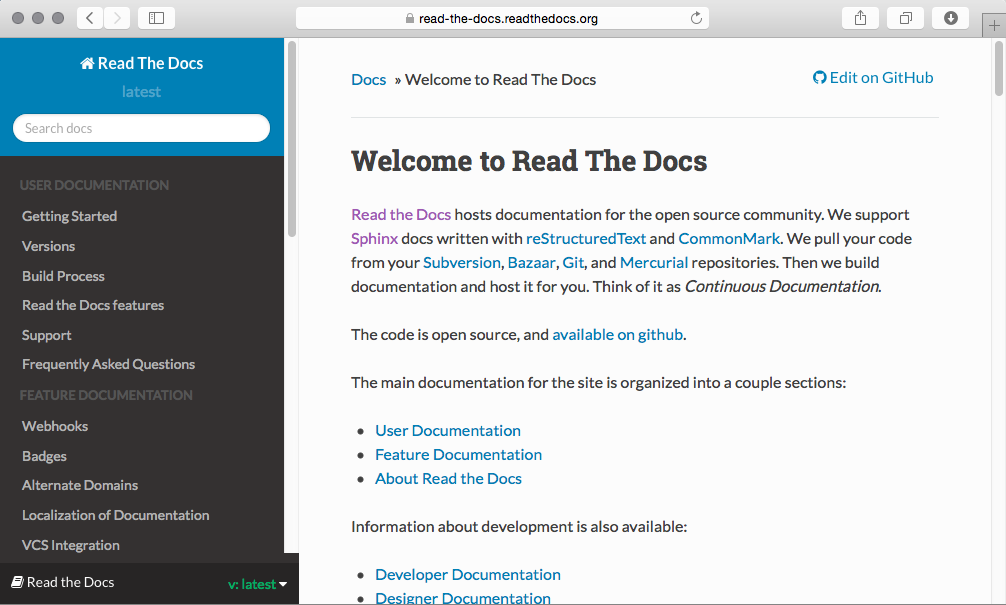 read-the-docs.readthedocs.org
Read The Docs
latest
Search docs
USER DOCUMENTATION
Getting Started
Versions
Build Process
Read the Docs features
Support
Frequently Asked Questions
FEATURE DOCUMENTATION
Webhooks
Badges
Alternate Domains
Localization of Documentation
VCS Integration
Read the Docs v: latest
Docs » Welcome to Read The Docs
Edit on GitHub
Welcome to Read The Docs
Read the Docs hosts documentation for the open source community. We support
Sphinx docs written with reStructuredText and CommonMark. We pull your code
from your Subversion, Bazaar, Git, and Mercurial repositories. Then we build
documentation and host it for you. Think of it as Continuous Documentation.
The code is open source, and available on github.
The main documentation for the site is organized into a couple sections:
• User Documentation
• Feature Documentation
• About Read the Docs
Information about development is also available:
• Developer Documentation
• Designer Documentation